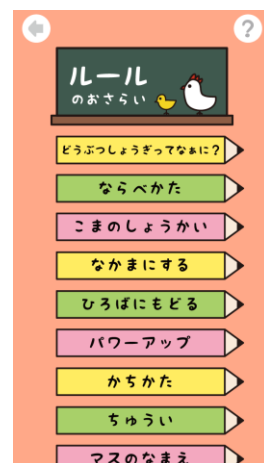 ?
ルール
のおさらい
どうぶつしょうぎってなぁに?
ならべかた
こまのしょうかい
なかまにする
ひろばにもどる
パワーアップ
かちかた
ちゅうい
マスのなまえ